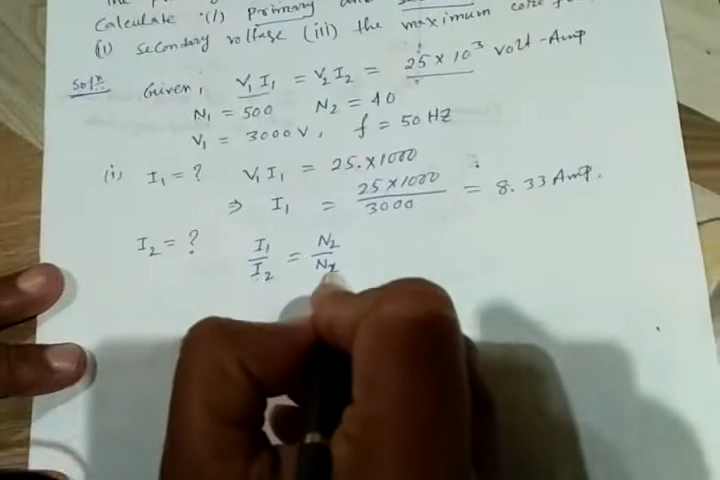 The
Calculate (i) Primary
(ii) secondary voltage (iii) the maximum core
Solⁿ: Given, V₁ I₁ = V₂ I₂ = 25 × 10³ volt-Amp
N₁ = 500 N₂ = 40
V₁ = 3000 V, f = 50 HZ
(i) I₁ = ? V₁ I₁ = 25. × 1000
⇒ I₁ = 25 × 1000 / 3000 = 8.33 Amp.
I₂ = ? I₁ / I₂ = N₂ / N₁